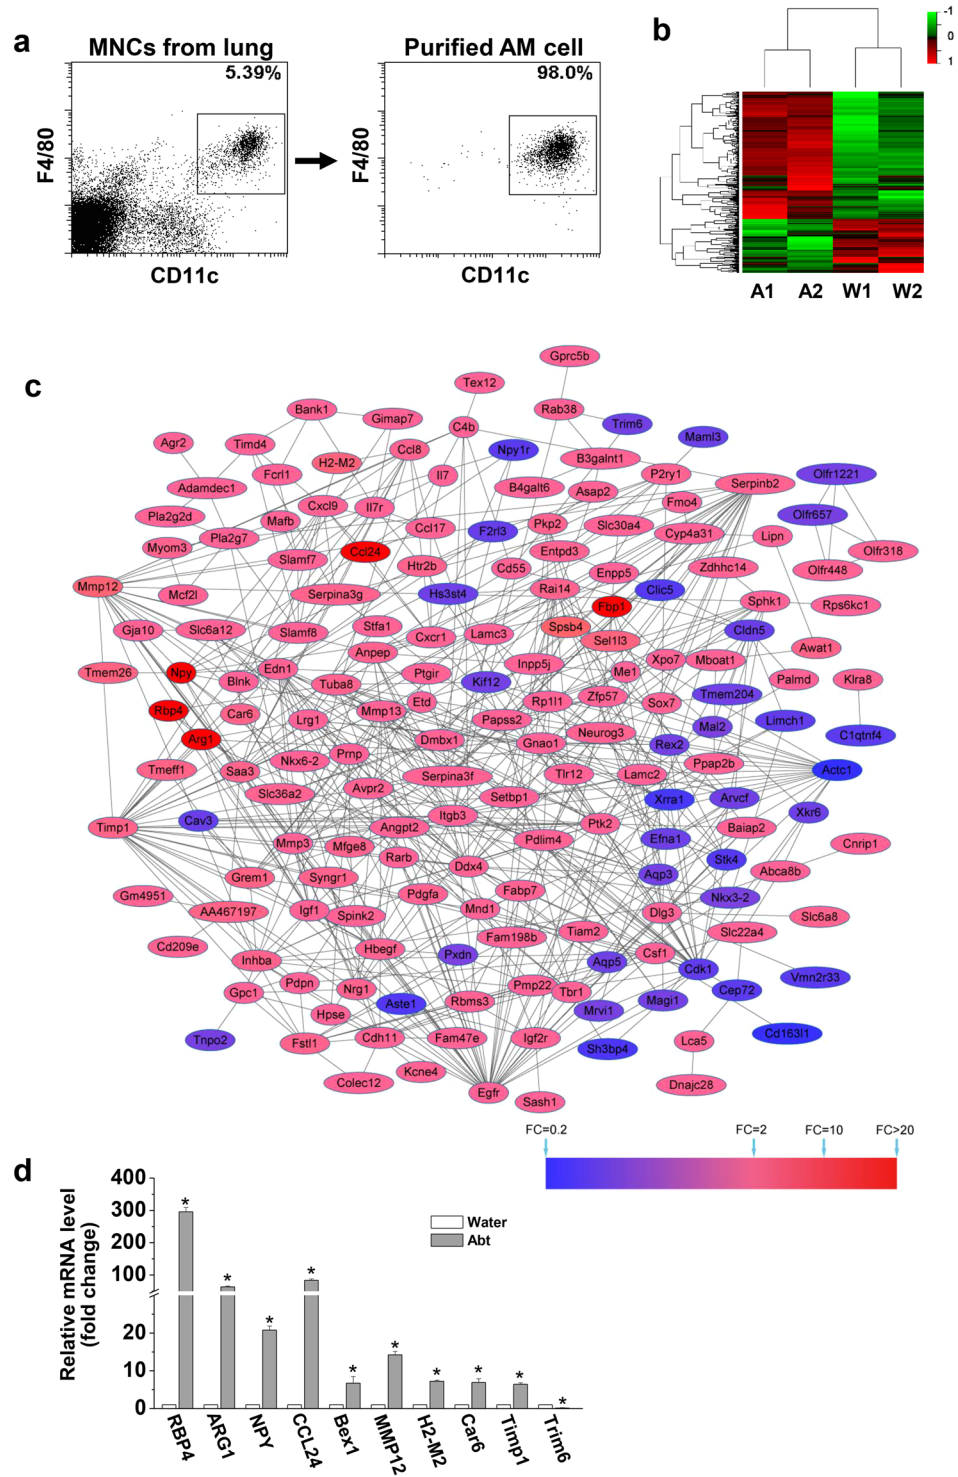 a
MNCs from lung
5.39%
F4/80
CD11c
Purified AM cell
98.0%
F4/80
CD11c
b
-1
0
1
A1 A2 W1 W2
c
Gprc5b
Tex12
Bank1
Gimap7
C4b
Rab38
Trim6
Maml3
Agr2
Timd4
Ccl8
Npy1r
B3galnt1
H2-M2
Fcrl1
Il7
P2ry1
Serpinb2
Olfr1221
Adamdec1
B4galt6
Asap2
Fmo4
Cxcl9
Il7r
Pla2g2d
Mafb
Ccl17
F2rl3
Pkp2
Slc30a4
Cyp4a31
Lipn
Olfr657
Myom3
Pla2g7
Slamf7
Ccl24
Entpd3
Olfr318
Htr2b
Cd55
Enpp5
Zdhhc14
Olfr448
Mmp12
Mcf2l
Serpina3g
Hs3st4
Rai14
Clic5
Fbp1
Sphk1
Rps6kc1
Gja10
Slc6a12
Slamf8
Stfa1
Cxcr1
Lamc3
Spsb4
Sel1l3
Cldn5
Awat1
Tmem26
Npy
Blnk
Edn1
Anpep
Ptgir
Inpp5j
Me1
Xpo7
Mboat1
Tuba8
Kif12
Palmd
Klra8
Rbp4
Car6
Lrg1
Mmp13
Etd
Rp1l1
Zfp57
Sox7
Tmem204
Papss2
Mal2
Limch1
Arg1
Dmbx1
Gnao1
Neurog3
Rex2
C1qtnf4
Tmeff1
Saa3
Nkx6-2
Prnp
Serpina3f
Tlr12
Lamc2
Ppap2b
Actc1
Slc36a2
Avpr2
Setbp1
Xrra1
Arvcf
Timp1
Cav3
Angpt2
Itgb3
Ptk2
Xkr6
Baiap2
Mmp3
Mfge8
Rarb
Pdlim4
Efna1
Stk4
Cnrip1
Grem1
Syngr1
Ddx4
Aqp3
Abca8b
Gm4951
AA467197
Igf1
Spink2
Pdgfa
Fabp7
Mnd1
Dlg3
Nkx3-2
Slc6a8
Cd209e
Inhba
Hbegf
Pxdn
Fam198b
Tiam2
Csf1
Slc22a4
Gpc1
Pdpn
Nrg1
Aqp5
Cdk1
Vmn2r33
Hpse
Aste1
Rbms3
Pmp22
Tbr1
Magi1
Cep72
Tnpo2
Fstl1
Cdh11
Fam47e
Igf2r
Mrvi1
Sh3bp4
Cd163l1
Lca5
Colec12
Kcne4
Egfr
Sash1
Dnajc28
FC=0.2 FC=2 FC=10 FC>20
d
Relative mRNA level
(fold change)
400
300
200
100
20
10
0
Water
Abt
* * * * * * * * * *
RBP4 ARG1 NPY CCL24 Bex1 MMP12 H2-M2 Car6 Timp1 Trim6